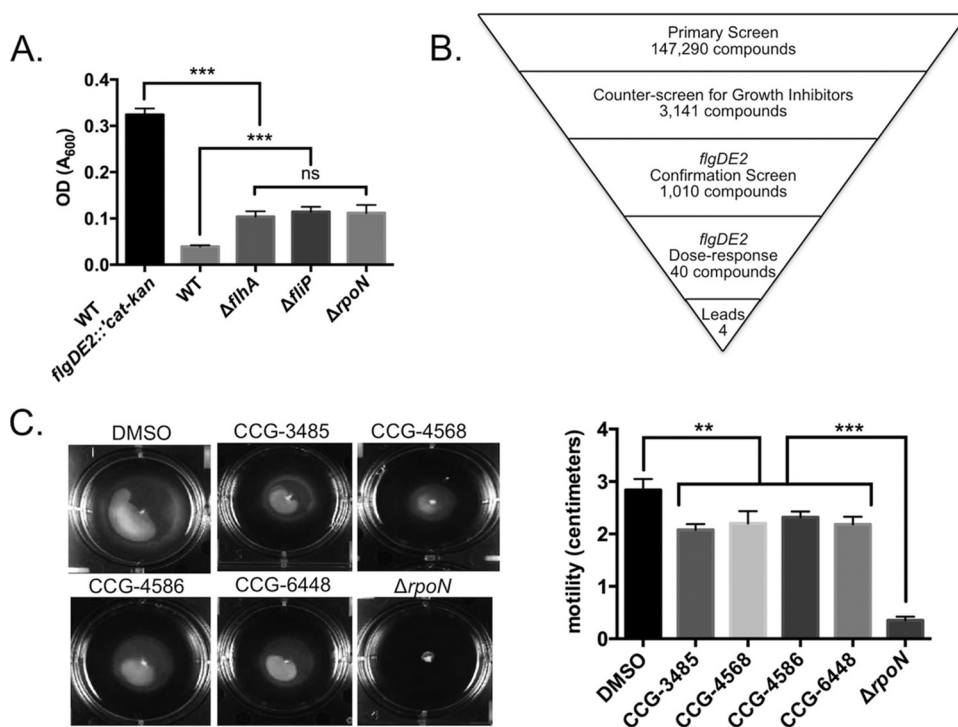 A.
***
***
ns
OD (A600)
0.4
0.3
0.2
0.1
0.0
WT
flgDE2::'cat-kan
WT
ΔflhA
ΔfliP
ΔrpoN
B.
Primary Screen
147,290 compounds
Counter-screen for Growth Inhibitors
3,141 compounds
flgDE2
Confirmation Screen
1,010 compounds
flgDE2
Dose-response
40 compounds
Leads
4
C.
DMSO
CCG-3485
CCG-4568
CCG-4586
CCG-6448
ΔrpoN
**
***
motility (centimeters)
4
3
2
1
0
DMSO
CCG-3485
CCG-4568
CCG-4586
CCG-6448
ΔrpoN